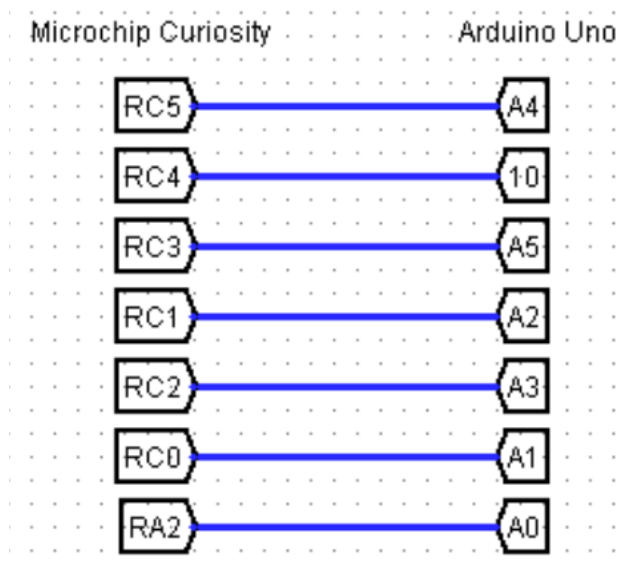 Microchip Curiosity Arduino Uno
RC5 A4
RC4 10
RC3 A5
RC1 A2
RC2 A3
RC0 A1
RA2 A0